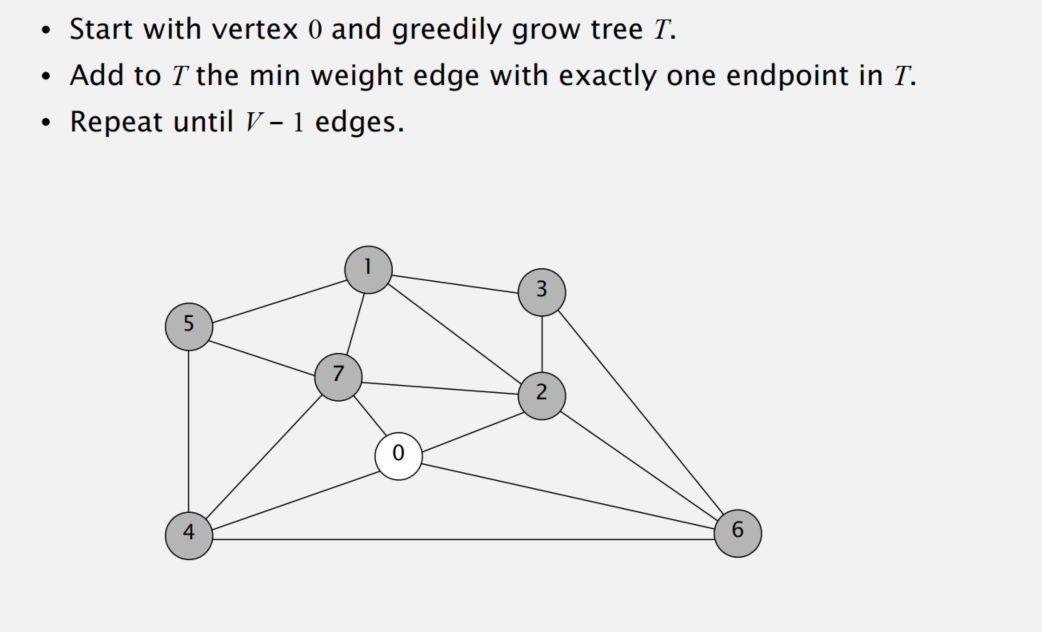 • Start with vertex 0 and greedily grow tree T.
• Add to T the min weight edge with exactly one endpoint in T.
• Repeat until V – 1 edges.
1
3
5
7
2
0
4
6